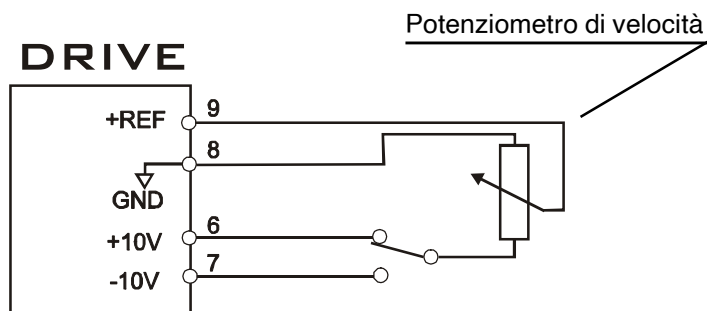 Potenziometro di velocità
DRIVE
+REF 9
8
GND
+10V 6
-10V 7